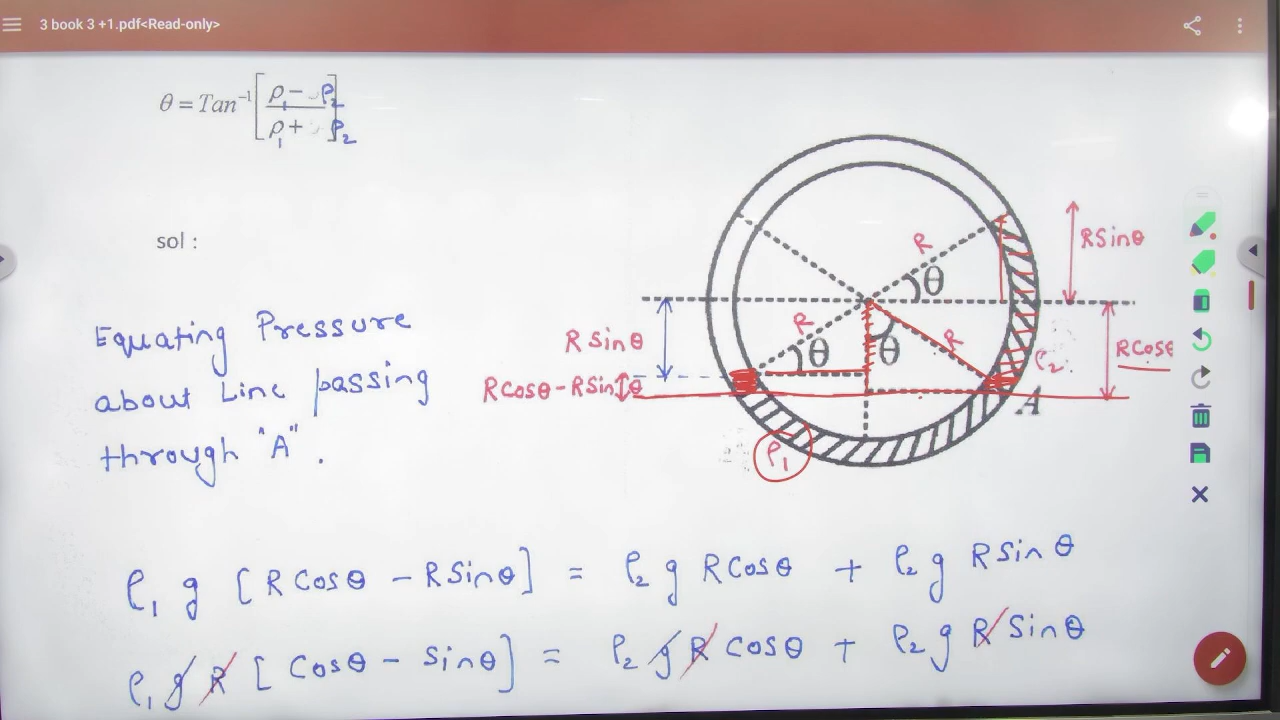 3 book 3 +1.pdf<Read-only>
θ = Tan⁻¹ [ρ₁ − ρ₂ / ρ₁ + ρ₂]
sol :
Equating Pressure
about Line passing
through "A".
R
θ
RSinθ
R
θ
θ
R
RSinθ
RCosθ
RCosθ-RSinθ
ρ₂
A
ρ₁
ρ₁ g [RCosθ − RSinθ] = ρ₂ g RCosθ + ρ₂ g RSinθ
ρ₁ g R [Cosθ − Sinθ] = ρ₂ g R Cosθ + ρ₂ g R Sinθ